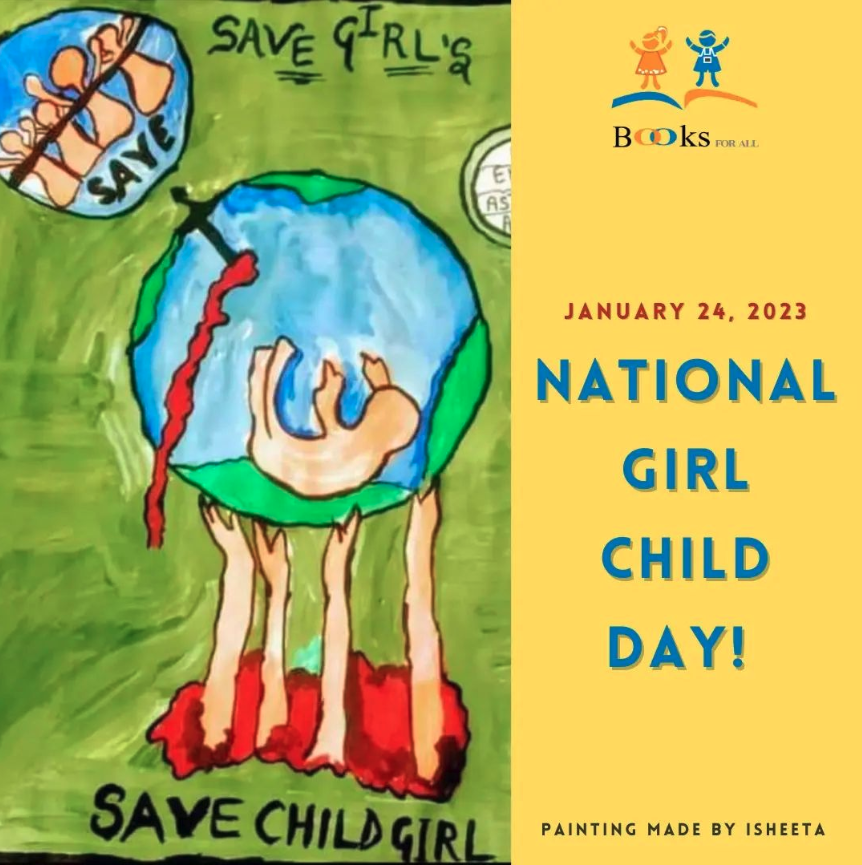 SAVE GIRL'S
SAVE
SAVE CHILD GIRL
Books FOR ALL
JANUARY 24, 2023
NATIONAL
GIRL
CHILD
DAY!
PAINTING MADE BY ISHEETA